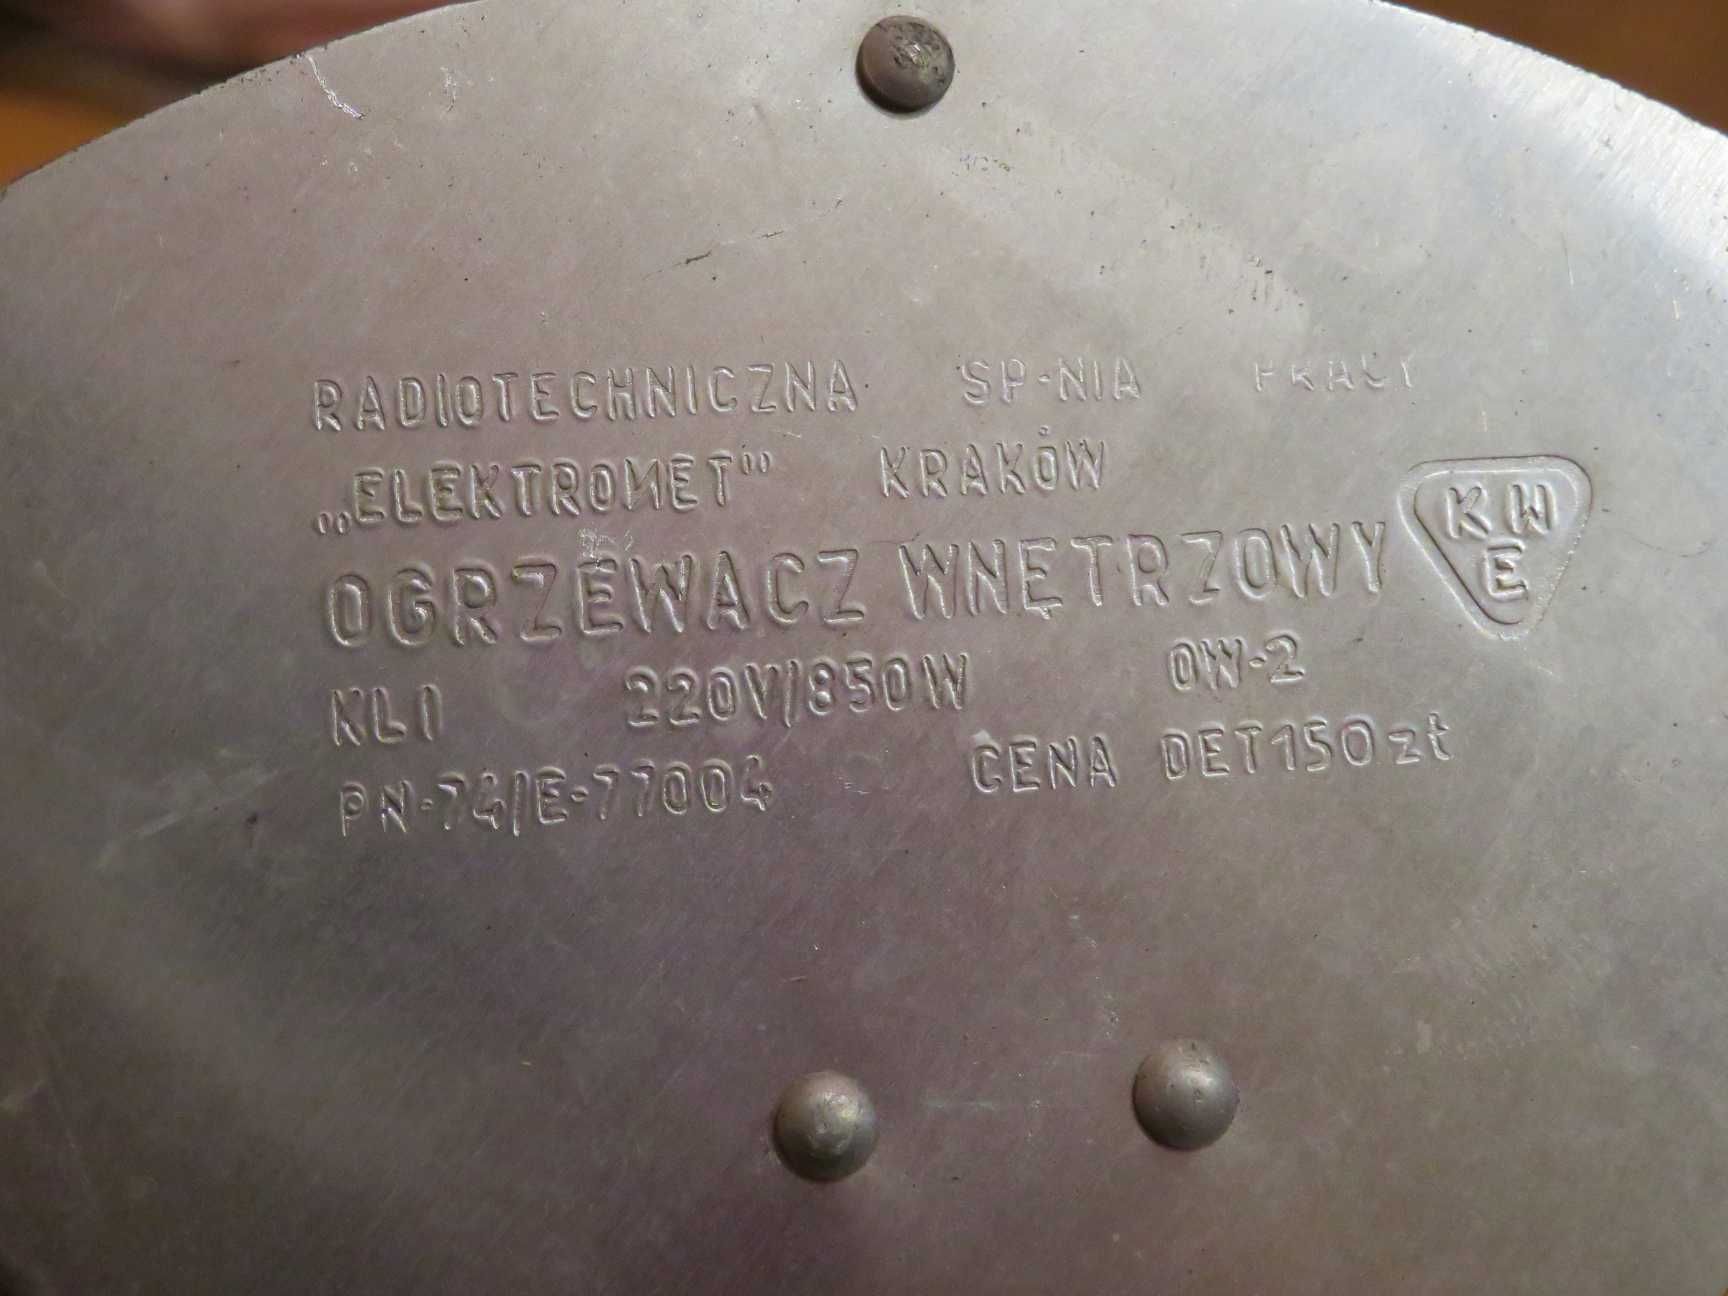 RADIOTECHNICZNA SP-NIA PRACY
„ELEKTROMET" KRAKÓW
OGRZEWACZ WNĘTRZOWY
KWE
KL I 220V/850W OW-2
PN-74/E-77004 CENA DET 150 zł